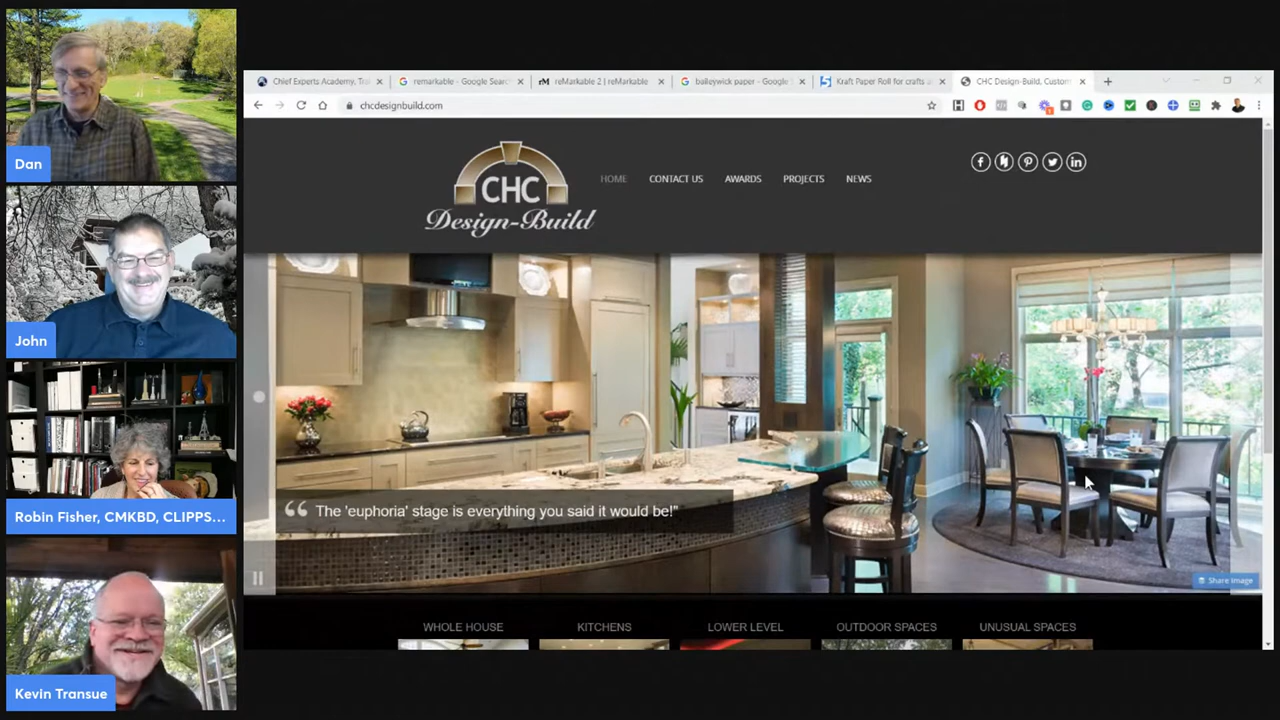 Dan
John
Robin Fisher, CMKBD, CLIPPS...
Kevin Transue
Chief Experts Academy, Tra
remarkable - Google Searc
rM reMarkable 2 | reMarkable
baileywick paper - Google
Kraft Paper Roll for crafts a
CHC Design-Build, Custom
chcdesignbuild.com
CHC
Design-Build
HOME
CONTACT US
AWARDS
PROJECTS
NEWS
“ The 'euphoria' stage is everything you said it would be!”
Share Image
WHOLE HOUSE
KITCHENS
LOWER LEVEL
OUTDOOR SPACES
UNUSUAL SPACES